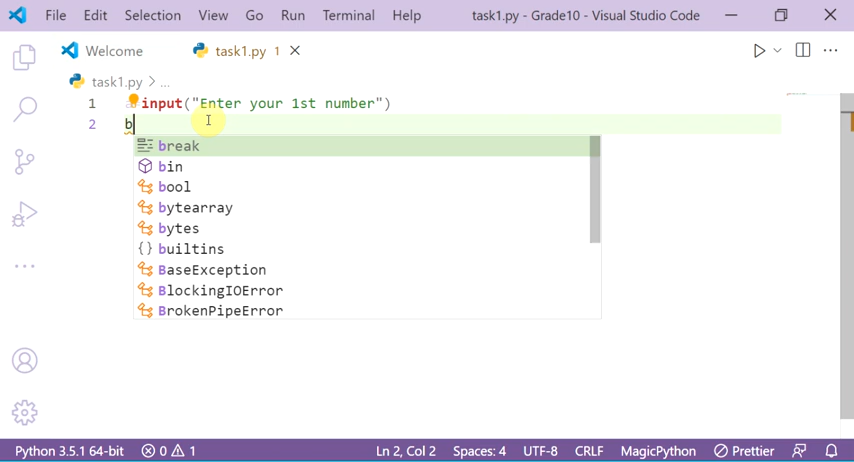 File Edit Selection View Go Run Terminal Help task1.py - Grade10 - Visual Studio Code
Welcome task1.py 1
task1.py > ...
1 input("Enter your 1st number")
2 b
break
bin
bool
bytearray
bytes
{} builtins
BaseException
BlockingIOError
BrokenPipeError
Python 3.5.1 64-bit 0 1 Ln 2, Col 2 Spaces: 4 UTF-8 CRLF MagicPython Prettier